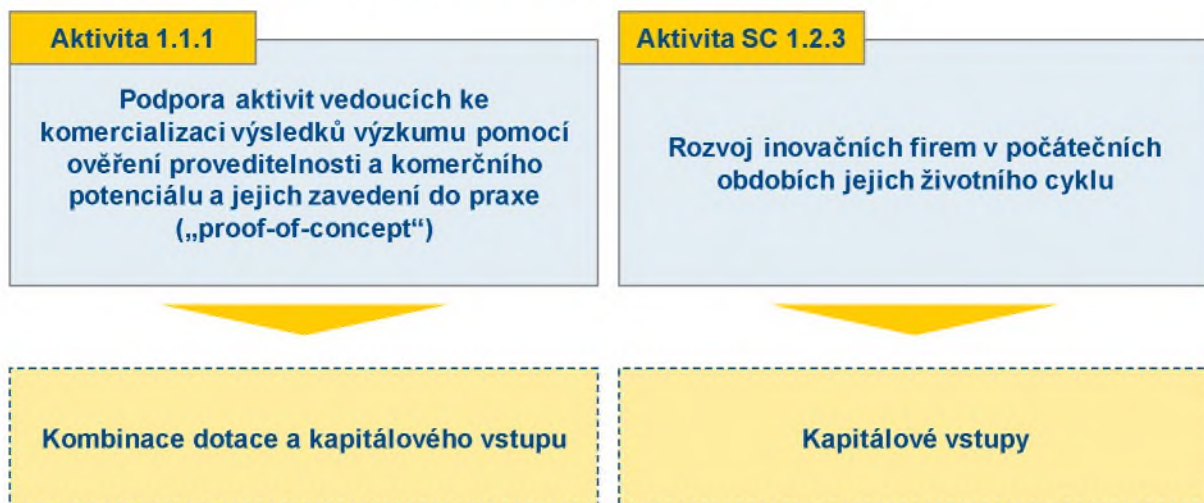 Aktivita 1.1.1
Podpora aktivit vedoucích ke
komercializaci výsledků výzkumu pomocí
ověření proveditelnosti a komerčního
potenciálu a jejich zavedení do praxe
(„proof-of-concept“)
Kombinace dotace a kapitálového vstupu
Aktivita SC 1.2.3
Rozvoj inovačních firem v počátečních
obdobích jejich životního cyklu
Kapitálové vstupy